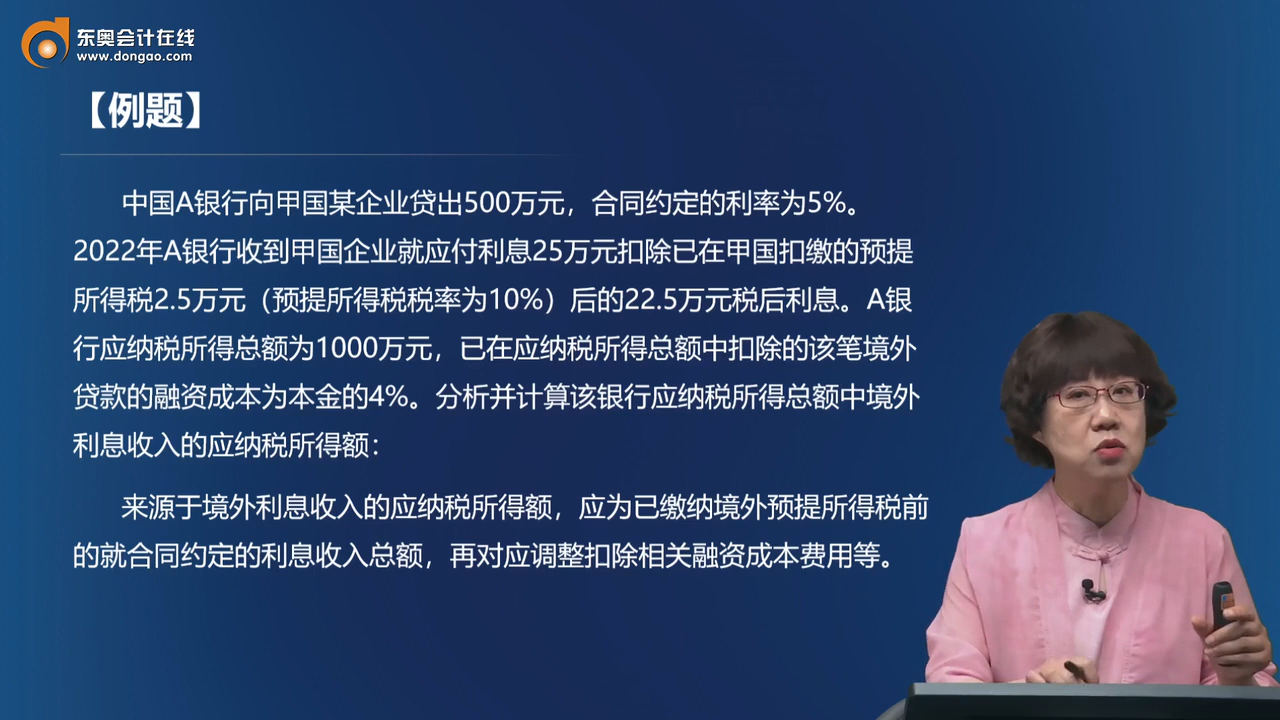 东奥会计在线
www.dongao.com
【例题】
中国A银行向甲国某企业贷出500万元，合同约定的利率为5%。
2022年A银行收到甲国企业就应付利息25万元扣除已在甲国扣缴的预提
所得税2.5万元（预提所得税税率为10%）后的22.5万元税后利息。A银
行应纳税所得总额为1000万元，已在应纳税所得总额中扣除的该笔境外
贷款的融资成本为本金的4%。分析并计算该银行应纳税所得总额中境外
利息收入的应纳税所得额：
来源于境外利息收入的应纳税所得额，应为已缴纳境外预提所得税前
的就合同约定的利息收入总额，再对应调整扣除相关融资成本费用等。